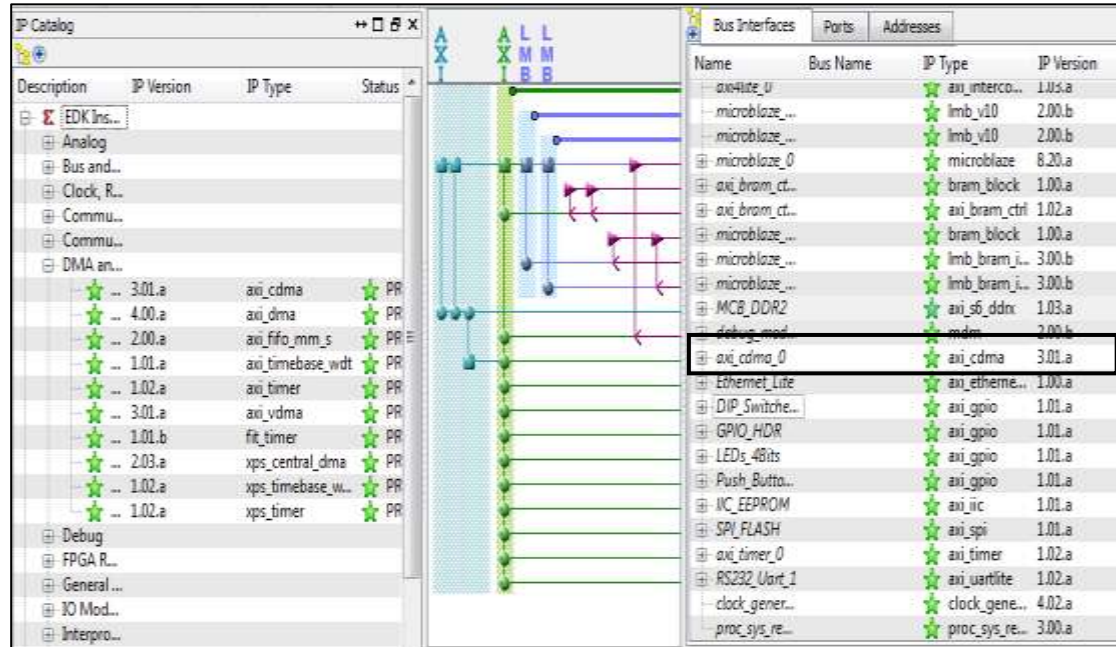 IP Catalog
Description IP Version IP Type Status
EDK Ins...
Analog
Bus and...
Clock, R...
Commu...
Commu...
DMA an...
... 3.01.a axi_cdma PR
... 4.00.a axi_dma PR
... 2.00.a axi_fifo_mm_s PR
... 1.01.a axi_timebase_wdt PR
... 1.02.a axi_timer PR
... 3.01.a axi_vdma PR
... 1.01.b fit_timer PR
... 2.03.a xps_central_dma PR
... 1.02.a xps_timebase_w... PR
... 1.02.a xps_timer PR
Debug
FPGA R...
General ...
IO Mod...
Interpro...
AXI
AXI
LMB
LMB
Bus Interfaces Ports Addresses
Name Bus Name IP Type IP Version
axi4lite_0 axi_interco... 1.03.a
microblaze_... lmb_v10 2.00.b
microblaze_... lmb_v10 2.00.b
microblaze_0 microblaze 8.20.a
axi_bram_ct... bram_block 1.00.a
axi_bram_ct... axi_bram_ctrl 1.02.a
microblaze_... bram_block 1.00.a
microblaze_... lmb_bram_i... 3.00.b
microblaze_... lmb_bram_i... 3.00.b
MCB_DDR2 axi_s6_ddrx 1.03.a
debug_mod... mdm 2.00.b
axi_cdma_0 axi_cdma 3.01.a
Ethernet_Lite axi_etherne... 1.00.a
DIP_Switche... axi_gpio 1.01.a
GPIO_HDR axi_gpio 1.01.a
LEDs_4Bits axi_gpio 1.01.a
Push_Butto... axi_gpio 1.01.a
IIC_EEPROM axi_iic 1.01.a
SPI_FLASH axi_spi 1.01.a
axi_timer_0 axi_timer 1.02.a
RS232_Uart_1 axi_uartlite 1.02.a
clock_gener... clock_gene... 4.02.a
proc_sys_re... proc_sys_re... 3.00.a